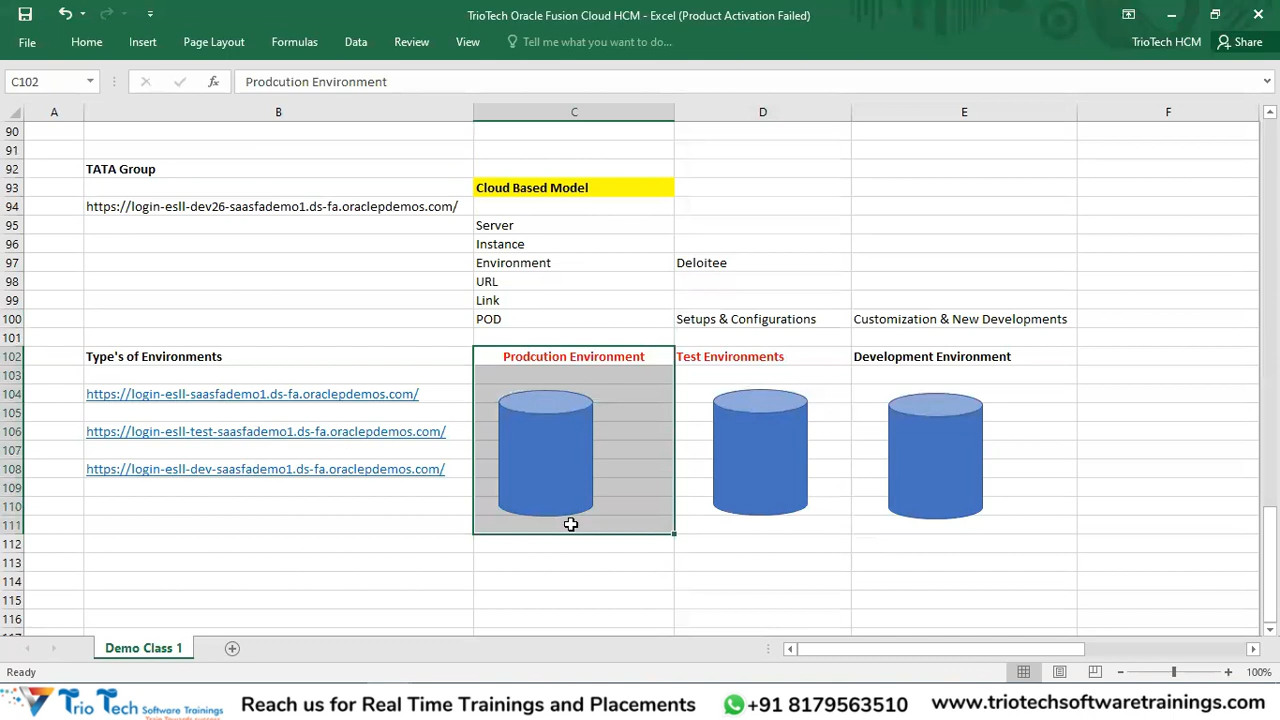 TrioTech Oracle Fusion Cloud HCM - Excel (Product Activation Failed)
File Home Insert Page Layout Formulas Data Review View Tell me what you want to do... TrioTech HCM Share
C102 fx Prodcution Environment
A B C D E F
90
91
92 TATA Group
93 Cloud Based Model
94 https://login-esll-dev26-saasfademo1.ds-fa.oraclepdemos.com/
95 Server
96 Instance
97 Environment Deloitee
98 URL
99 Link
100 POD Setups & Configurations Customization & New Developments
101
102 Type's of Environments Prodcution Environment Test Environments Development Environment
103
104 https://login-esll-saasfademo1.ds-fa.oraclepdemos.com/
105
106 https://login-esll-test-saasfademo1.ds-fa.oraclepdemos.com/
107
108 https://login-esll-dev-saasfademo1.ds-fa.oraclepdemos.com/
109
110
111
112
113
114
115
116
117
Demo Class 1
Ready 100%
Trio Tech Software Trainings Reach us for Real Time Trainings and Placements +91 8179563510 www.triotechsoftwaretrainings.com
Trion Towards success